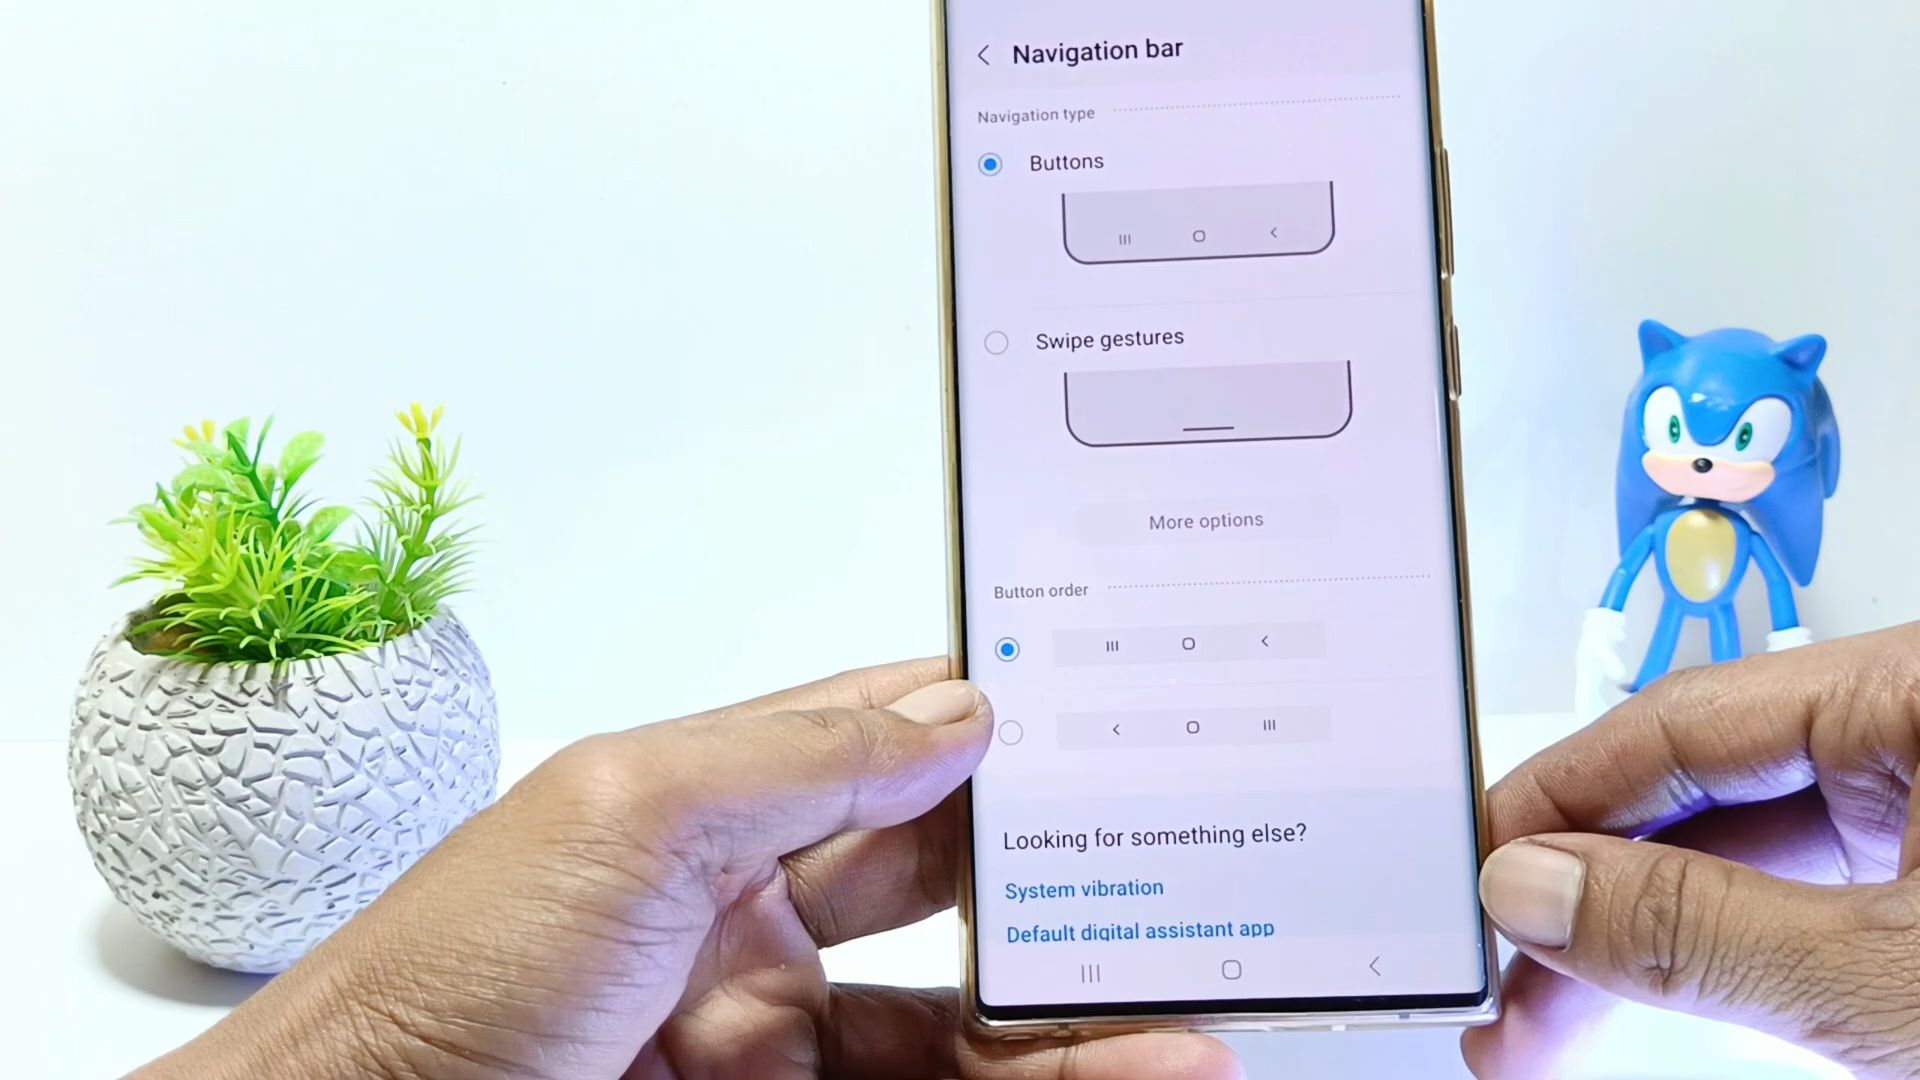 Navigation bar
Navigation type
Buttons
Swipe gestures
More options
Button order
Looking for something else?
System vibration
Default digital assistant app